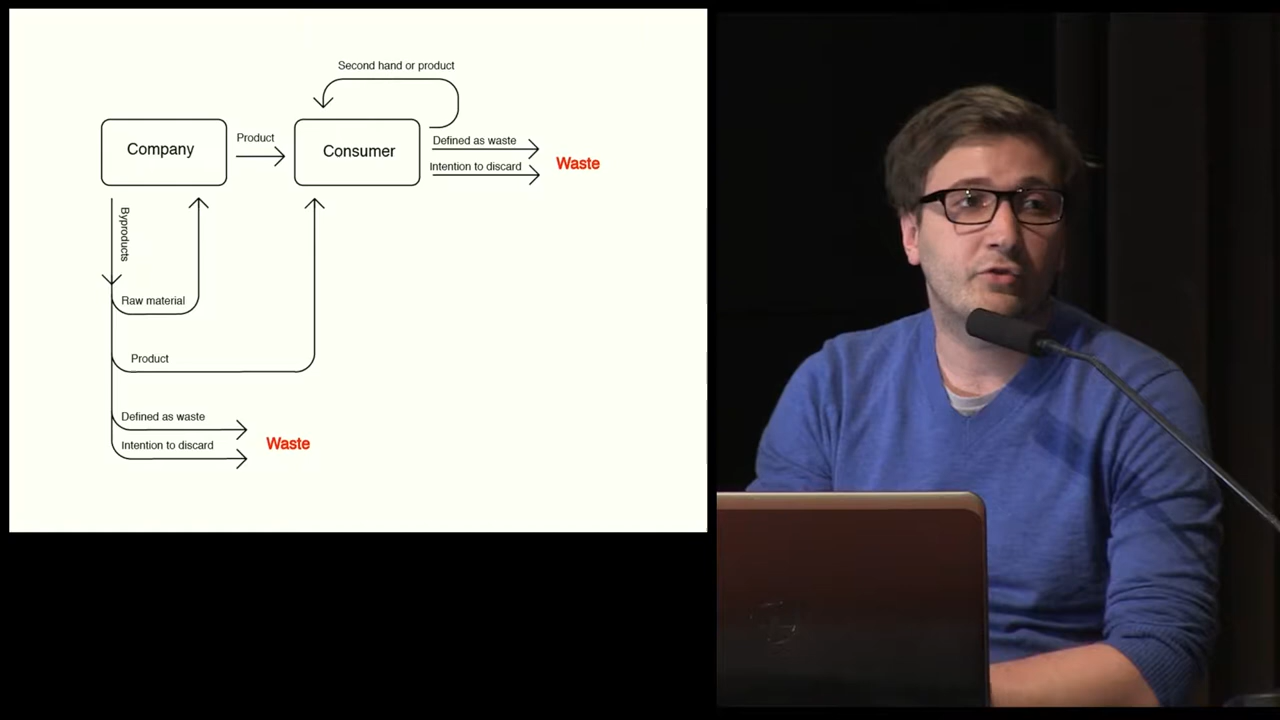 Second hand or product
Company
Product
Consumer
Defined as waste
Intention to discard
Waste
Byproducts
Raw material
Product
Defined as waste
Intention to discard
Waste